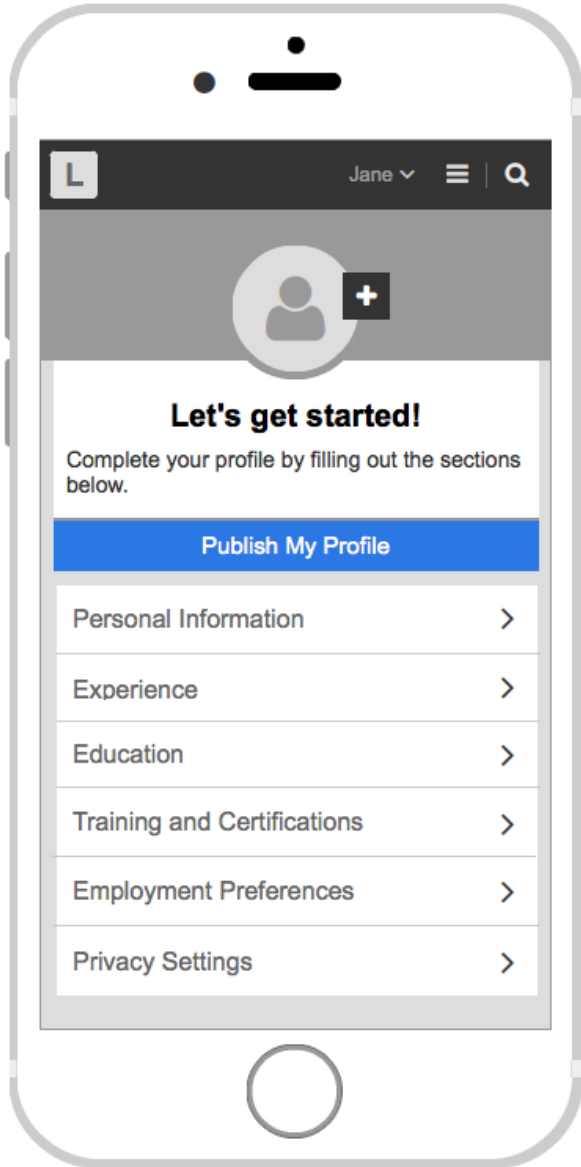 L
Jane
Let's get started!
Complete your profile by filling out the sections
below.
Publish My Profile
Personal Information
Experience
Education
Training and Certifications
Employment Preferences
Privacy Settings